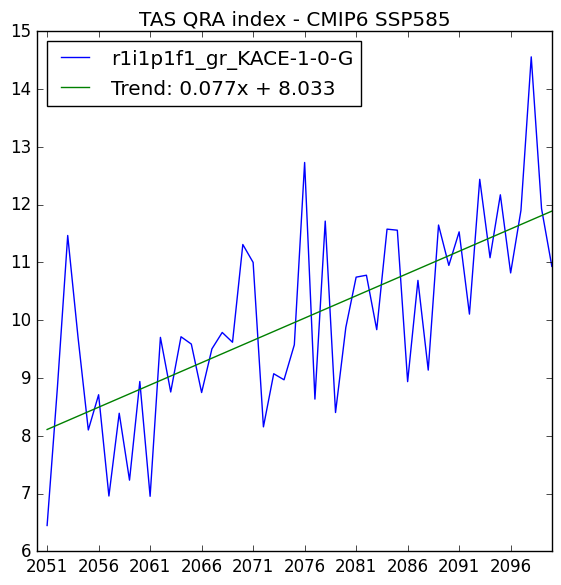 TAS QRA index - CMIP6 SSP585
15
r1i1p1f1_gr_KACE-1-0-G
Trend: 0.077x + 8.033
14
13
12
11
10
9
8
7
6
2051 2056 2061 2066 2071 2076 2081 2086 2091 2096